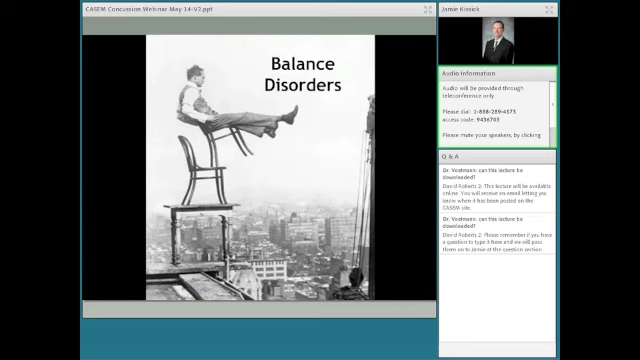 CASEM Concussion Webinar May 14-V2.ppt
Balance
Disorders
Jamie Kissick
Audio Information
Audio will be provided through
teleconference only
Please dial: 1-888-289-4573
access code: 9436703
Please mute your speakers, by clicking
Q & A
Dr. Vostmann: can this lecture be
downloaded?
David Roberts 2: This lecture will be available
online. You will receive an email letting you
know when it has been posted on the
CASEM site.
Dr. Vostmann: can this lecture be
downloaded?
David Roberts 2: Please remember if you have
a question to type it here and we will pass
them on to Jamie at the question section.